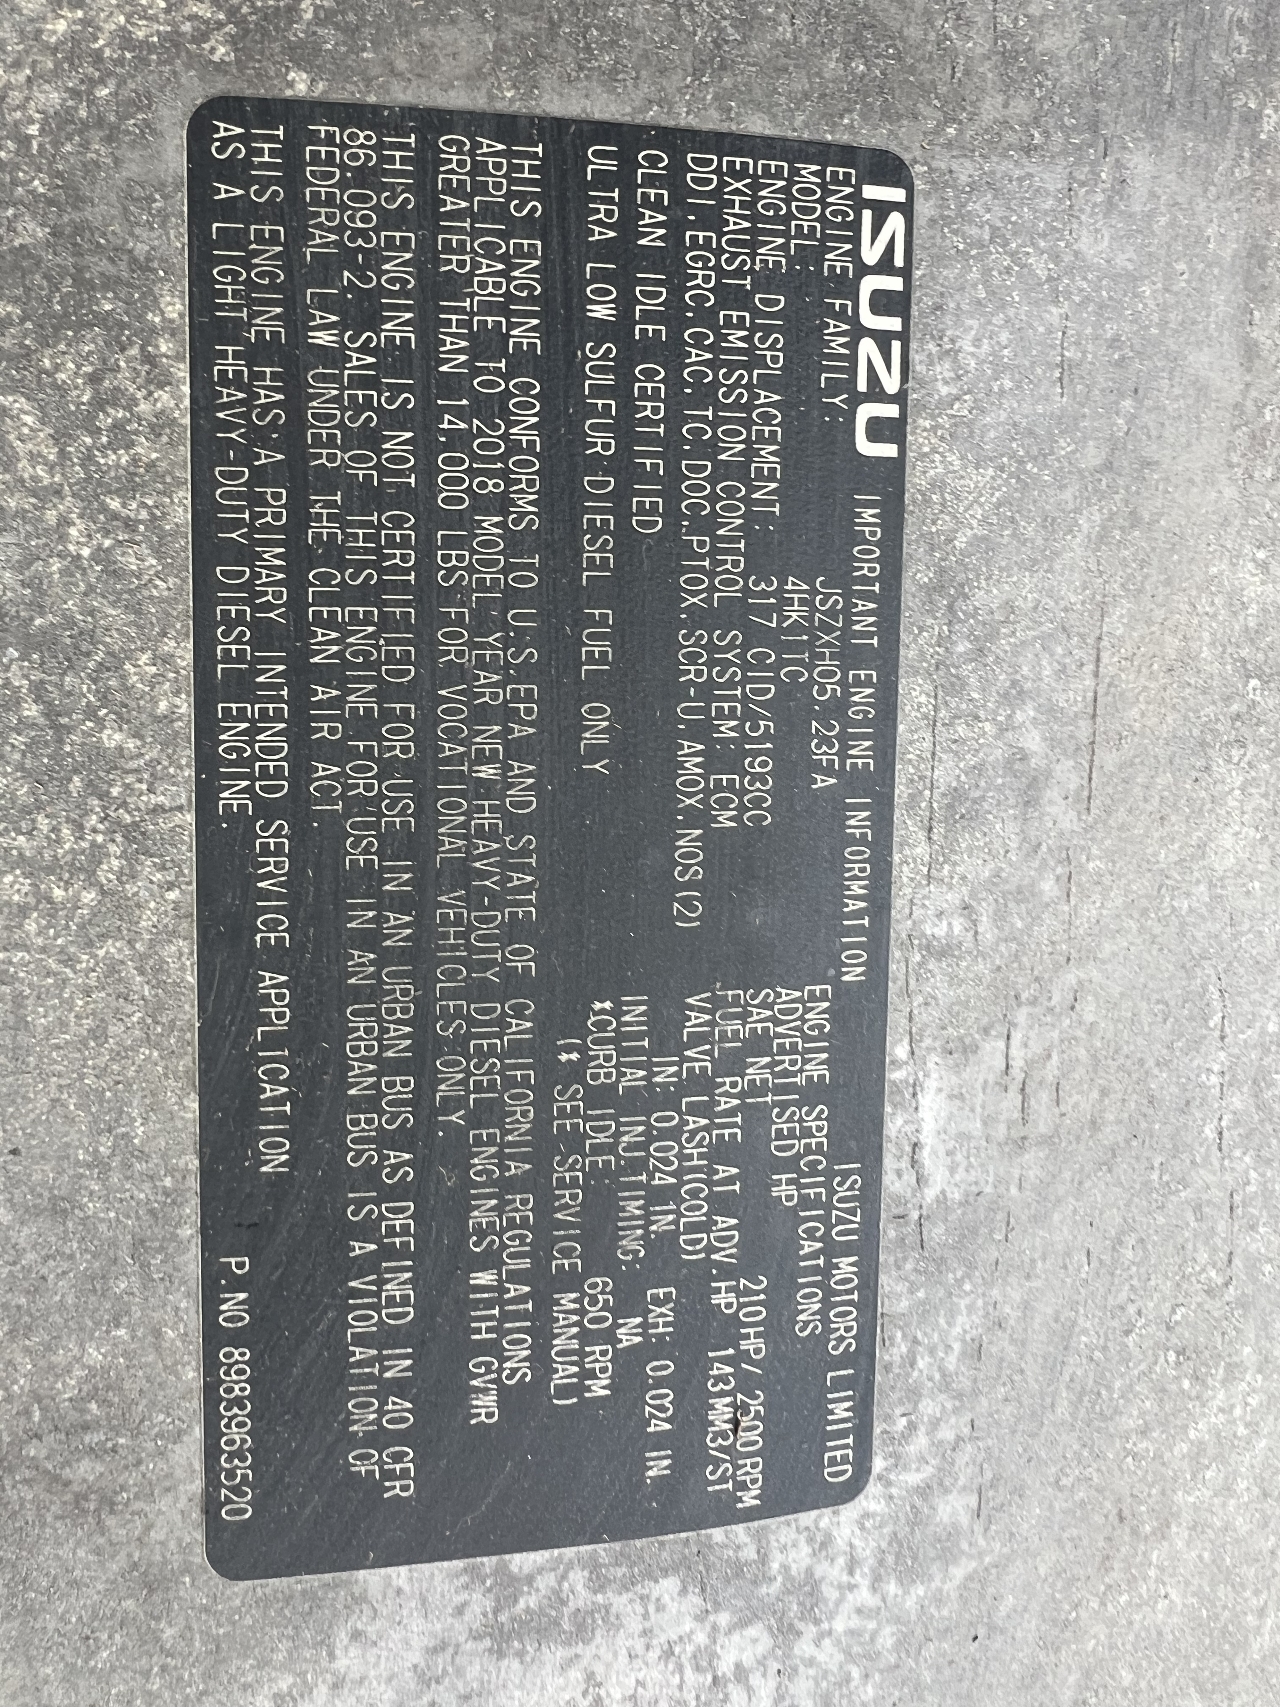 ISUZU IMPORTANT ENGINE INFORMATION ISUZU MOTORS LIMITED
ENGINE FAMILY: JSZXH05.23FA
MODEL: 4HK1TC
ENGINE DISPLACEMENT: 317 CID/5193CC
EXHAUST EMISSION CONTROL SYSTEM: ECM
DDI,EGRC,CAC,TC,DOC,PTOX,SCR-U,AMOX,NOS(2)
CLEAN IDLE CERTIFIED
ULTRA LOW SULFUR DIESEL FUEL ONLY
ENGINE SPECIFICATIONS
ADVERTISED HP
SAE NET 210HP/2500RPM
FUEL RATE AT ADV.HP 143MM3/ST
VALVE LASH(COLD)
IN: 0.024 IN. EXH: 0.024 IN.
INITIAL INJ.TIMING: NA
*CURB IDLE: 650 RPM
(* SEE SERVICE MANUAL)
THIS ENGINE CONFORMS TO U.S.EPA AND STATE OF CALIFORNIA REGULATIONS
APPLICABLE TO 2018 MODEL YEAR NEW HEAVY-DUTY DIESEL ENGINES WITH GVWR
GREATER THAN 14,000 LBS FOR VOCATIONAL VEHICLES ONLY.
THIS ENGINE IS NOT CERTIFIED FOR USE IN AN URBAN BUS AS DEFINED IN 40 CFR
86.093-2. SALES OF THIS ENGINE FOR USE IN AN URBAN BUS IS A VIOLATION OF
FEDERAL LAW UNDER THE CLEAN AIR ACT.
THIS ENGINE HAS A PRIMARY INTENDED SERVICE APPLICATION
AS A LIGHT HEAVY-DUTY DIESEL ENGINE. P.NO 8983963520